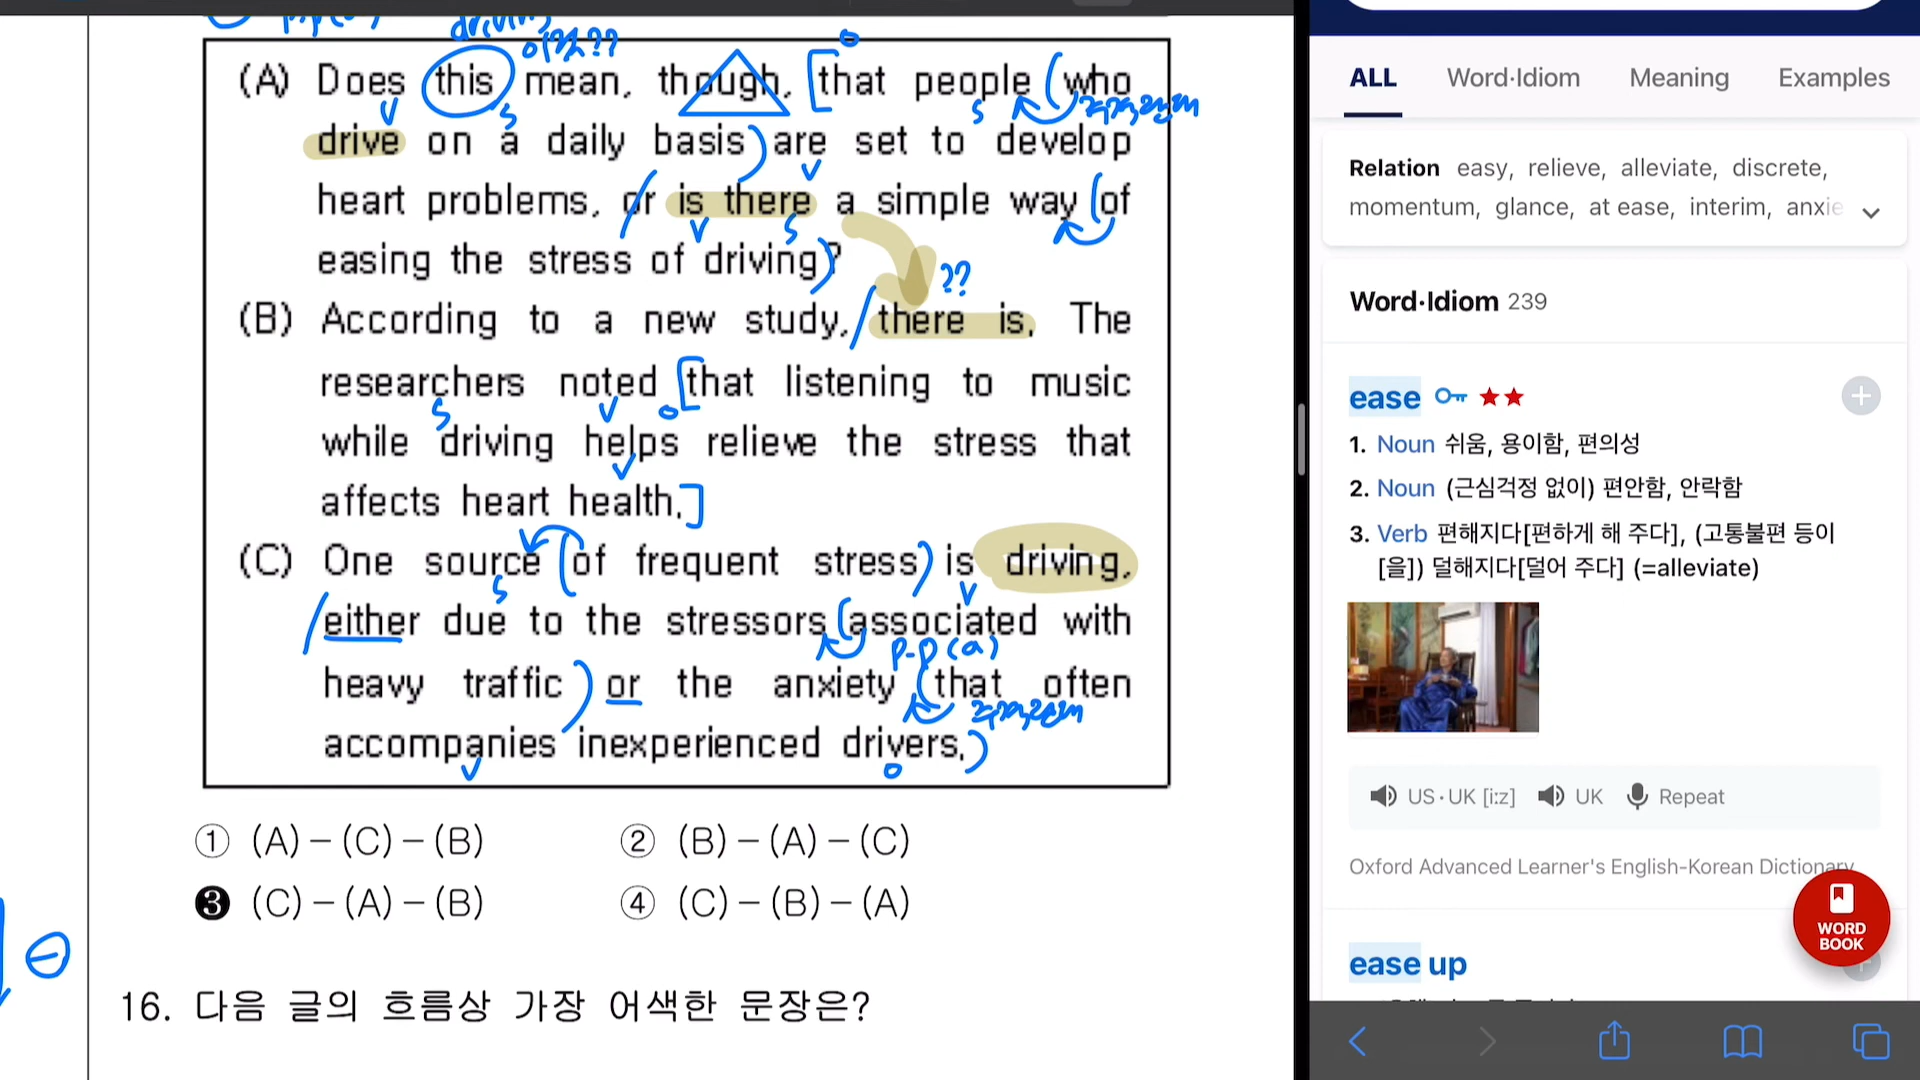 (A) Does this mean, though, that people who
drive on a daily basis are set to develop
heart problems, or is there a simple way of
easing the stress of driving?
??
(B) According to a new study, there is. The
researchers noted that listening to music
while driving helps relieve the stress that
affects heart health.
(C) One source of frequent stress is driving,
either due to the stressors associated with
p.p(a)
heavy traffic or the anxiety that often
accompanies inexperienced drivers.
① (A)－(C)－(B) ② (B)－(A)－(C)
❸ (C)－(A)－(B) ④ (C)－(B)－(A)
16. 다음 글의 흐름상 가장 어색한 문장은?
ALL Word·Idiom Meaning Examples
Relation easy, relieve, alleviate, discrete,
momentum, glance, at ease, interim, anxie
Word·Idiom 239
ease ★★
1. Noun 쉬움, 용이함, 편의성
2. Noun (근심걱정 없이) 편안함, 안락함
3. Verb 편해지다[편하게 해 주다], (고통불편 등이
[을]) 덜해지다[덜어 주다] (=alleviate)
US·UK [i:z] UK Repeat
Oxford Advanced Learner's English-Korean Dictionary
WORD
BOOK
ease up